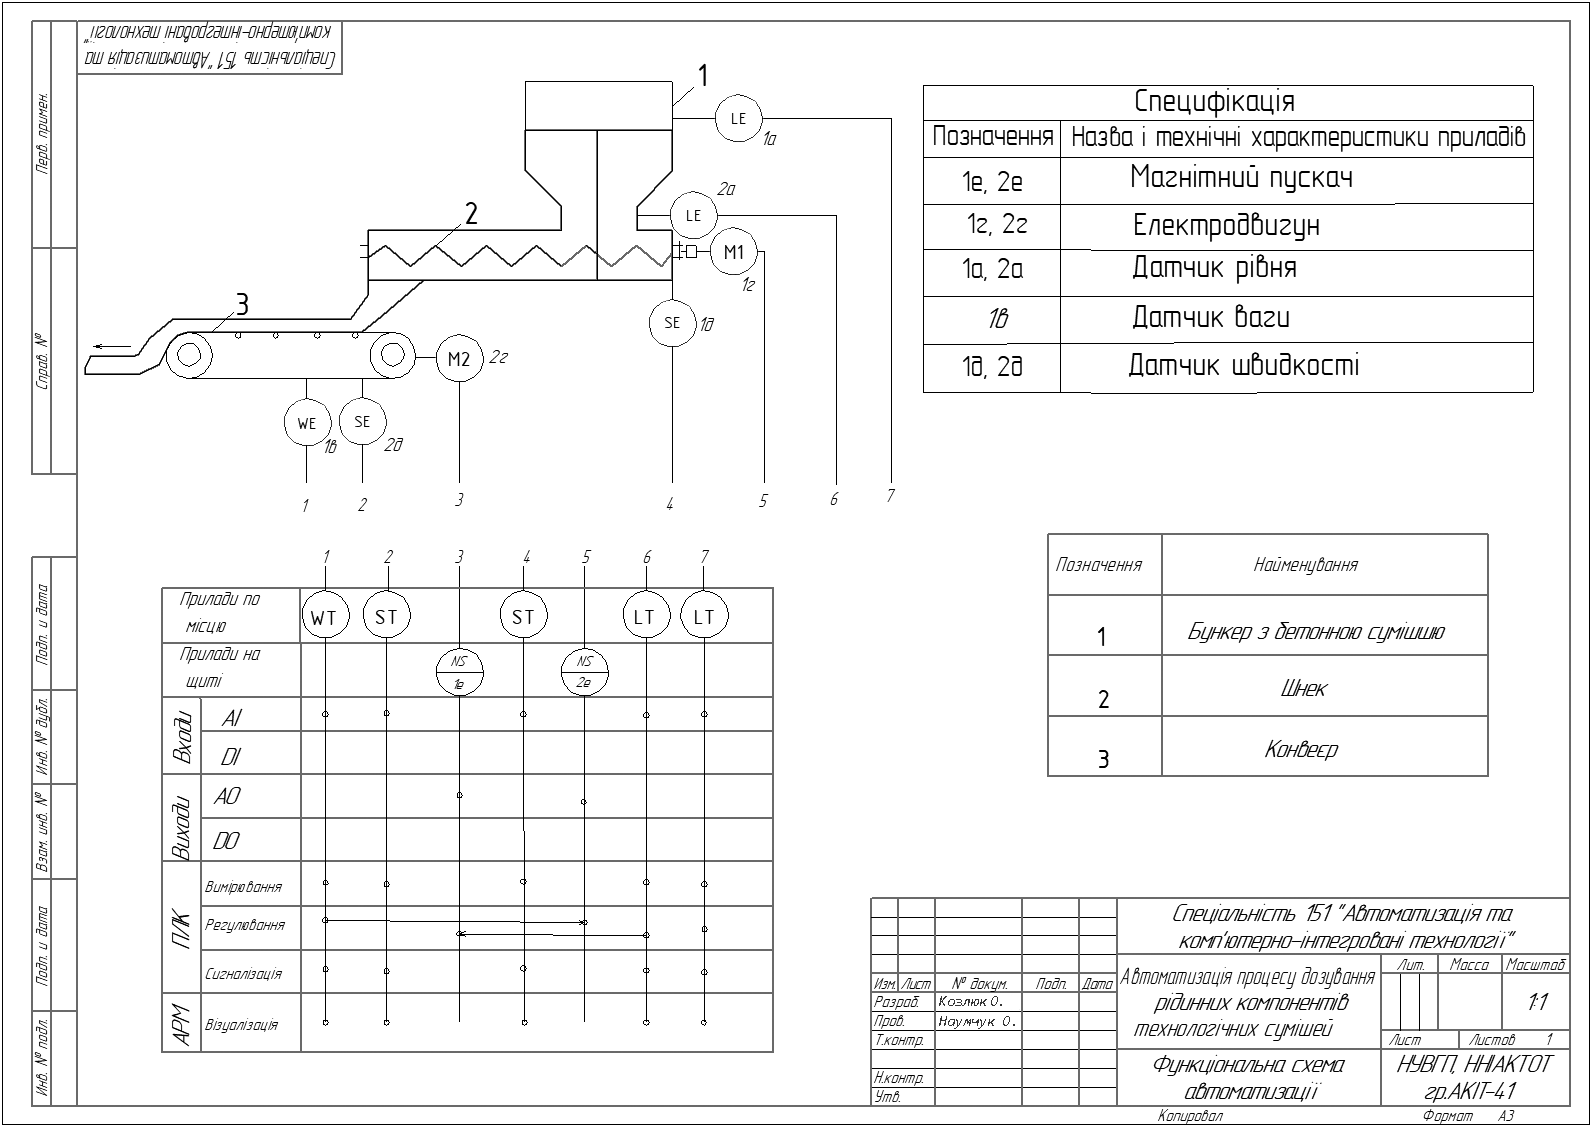 Спеціальність 151 "Автоматизація та
комп'ютерно-інтегровані технології"
Перв. примен.
Справ. №
Подп. и дата
Инв. № дубл.
Взам. инв. №
Подп. и дата
Инв. № подл.
1
LE
1а
2а
LE
2
M1
1г
3
SE
1д
M2
2г
WE
1в
SE
2д
1
2
3
4
5
6
7
Специфікація
Позначення
Назва і технічні характеристики приладів
1е, 2е
Магнітний пускач
1г, 2г
Електродвигун
1а, 2а
Датчик рівня
1в
Датчик ваги
1д, 2д
Датчик швидкості
1
2
3
4
5
6
7
Прилади по
місцю
WT
ST
ST
LT
LT
Прилади на
щиті
NS
1е
NS
2е
Входи
AI
DI
Виходи
AO
DO
ПЛК
Вимірювання
Регулювання
Сигналізація
АРМ
Візуалізація
Позначення
Найменування
1
Бункер з бетонною сумішшю
2
Шнек
3
Конвеєр
Спеціальність 151 "Автоматизація та
комп'ютерно-інтегровані технології"
Изм.
Лист
№ докум.
Подп.
Дата
Разраб.
Козлюк О.
Пров.
Наумчук О.
Т.контр.
Н.контр.
Утв.
Автоматизація процесу дозування
рідинних компонентів
технологічних сумішей
Лит.
Масса
Масштаб
1:1
Лист
Листов 1
Функціональна схема
автоматизації
НУВГП, ННІАКТОТ
гр.АКІТ-41
Копировал
Формат А3